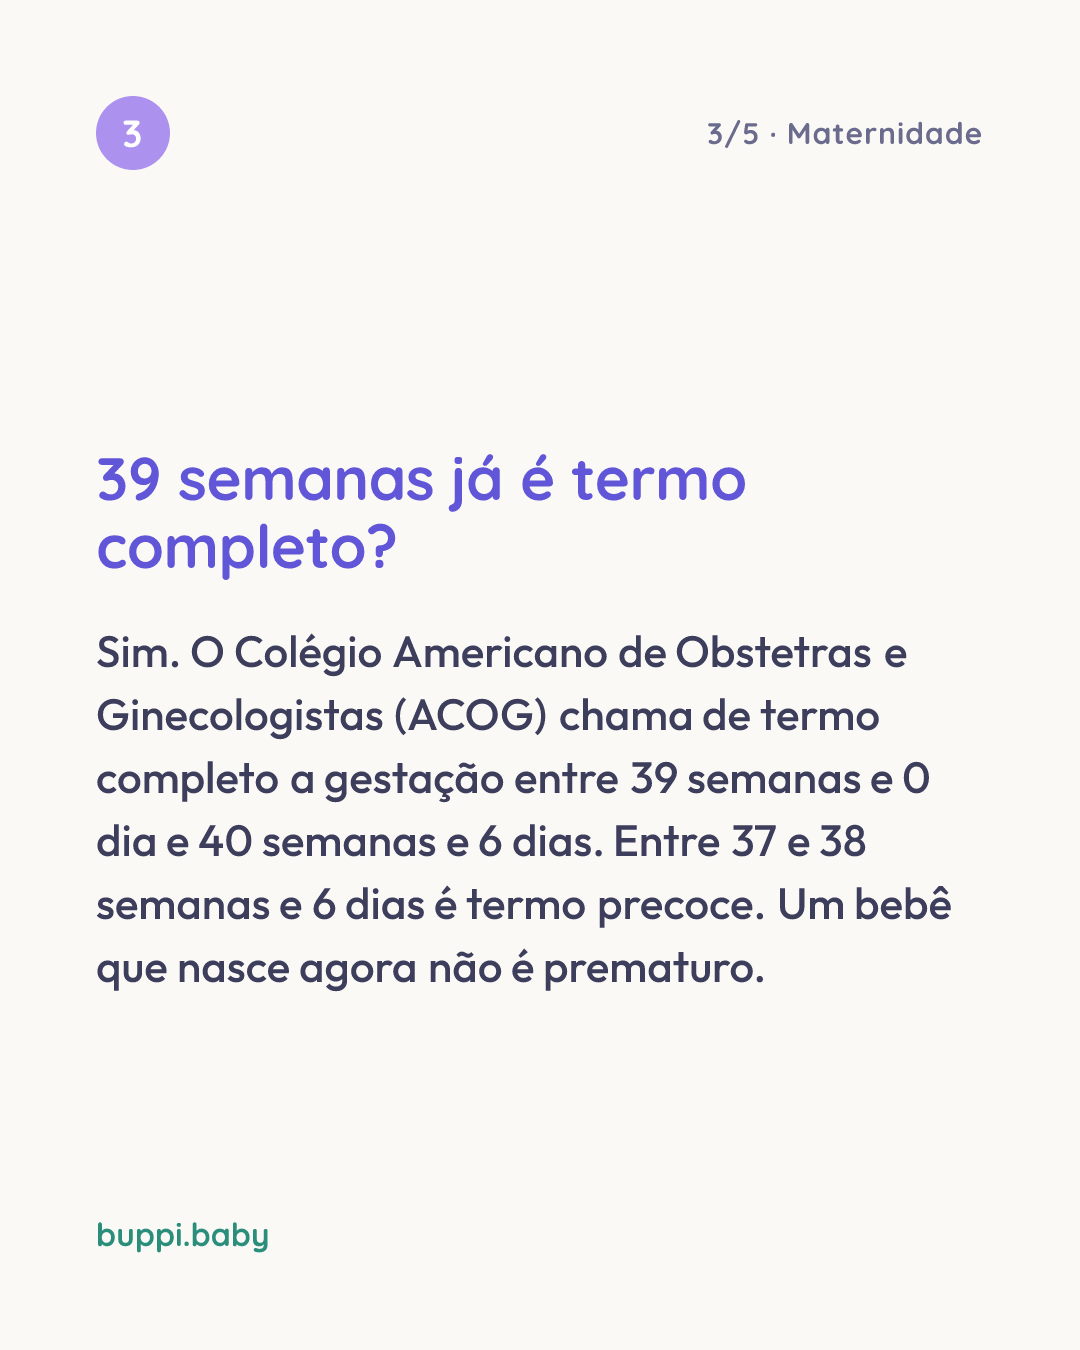 3
3/5 · Maternidade
39 semanas já é termo
completo?
Sim. O Colégio Americano de Obstetras e
Ginecologistas (ACOG) chama de termo
completo a gestação entre 39 semanas e 0
dia e 40 semanas e 6 dias. Entre 37 e 38
semanas e 6 dias é termo precoce. Um bebê
que nasce agora não é prematuro.
buppi.baby